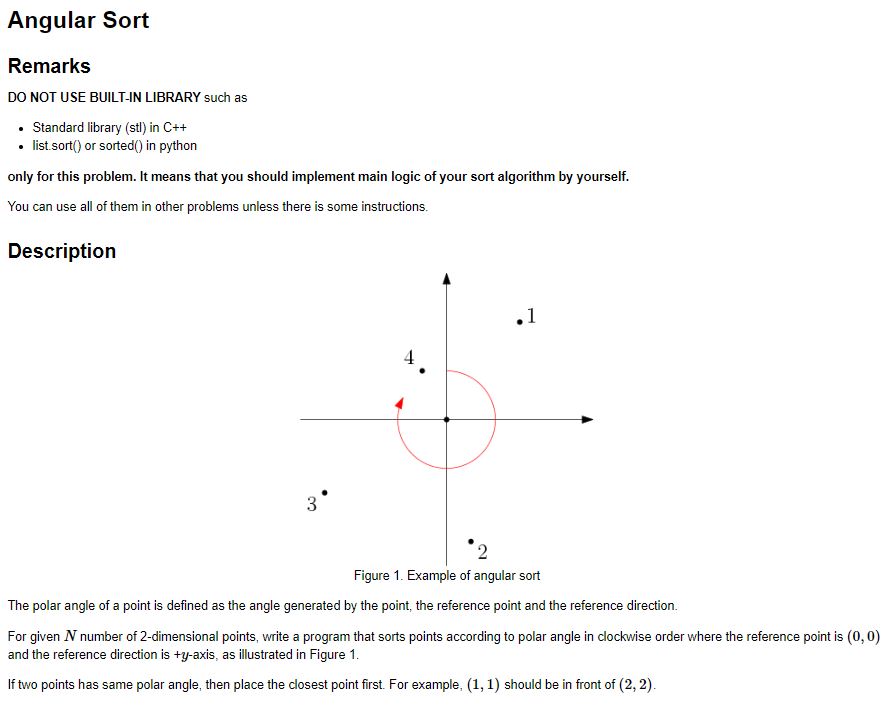 Angular Sort
Remarks
DO NOT USE BUILT-IN LIBRARY such as
• Standard library (stl) in C++
• list.sort() or sorted() in python
only for this problem. It means that you should implement main logic of your sort algorithm by yourself.
You can use all of them in other problems unless there is some instructions.
Description
1
4
3
2
Figure 1. Example of angular sort
The polar angle of a point is defined as the angle generated by the point, the reference point and the reference direction.
For given N number of 2-dimensional points, write a program that sorts points according to polar angle in clockwise order where the reference point is (0, 0)
and the reference direction is +y-axis, as illustrated in Figure 1.
If two points has same polar angle, then place the closest point first. For example, (1, 1) should be in front of (2, 2).